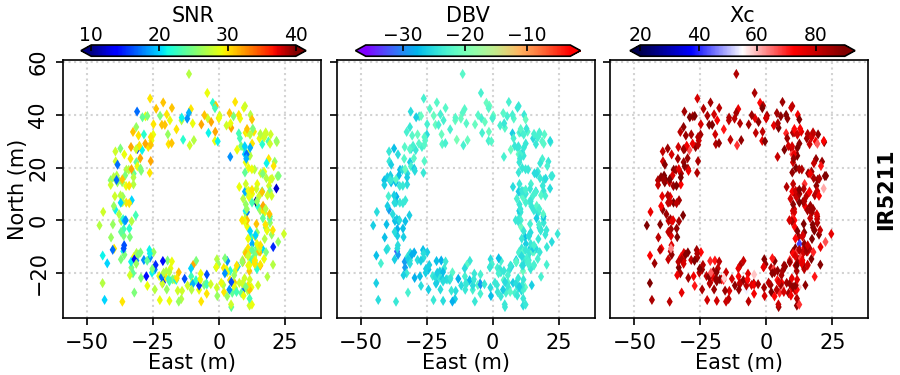 SNR DBV Xc
10 20 30 40 −30 −20 −10 20 40 60 80
60
40
20
0
−20
North (m)
IR5211
−50 −25 0 25 −50 −25 0 25 −50 −25 0 25
East (m) East (m) East (m)